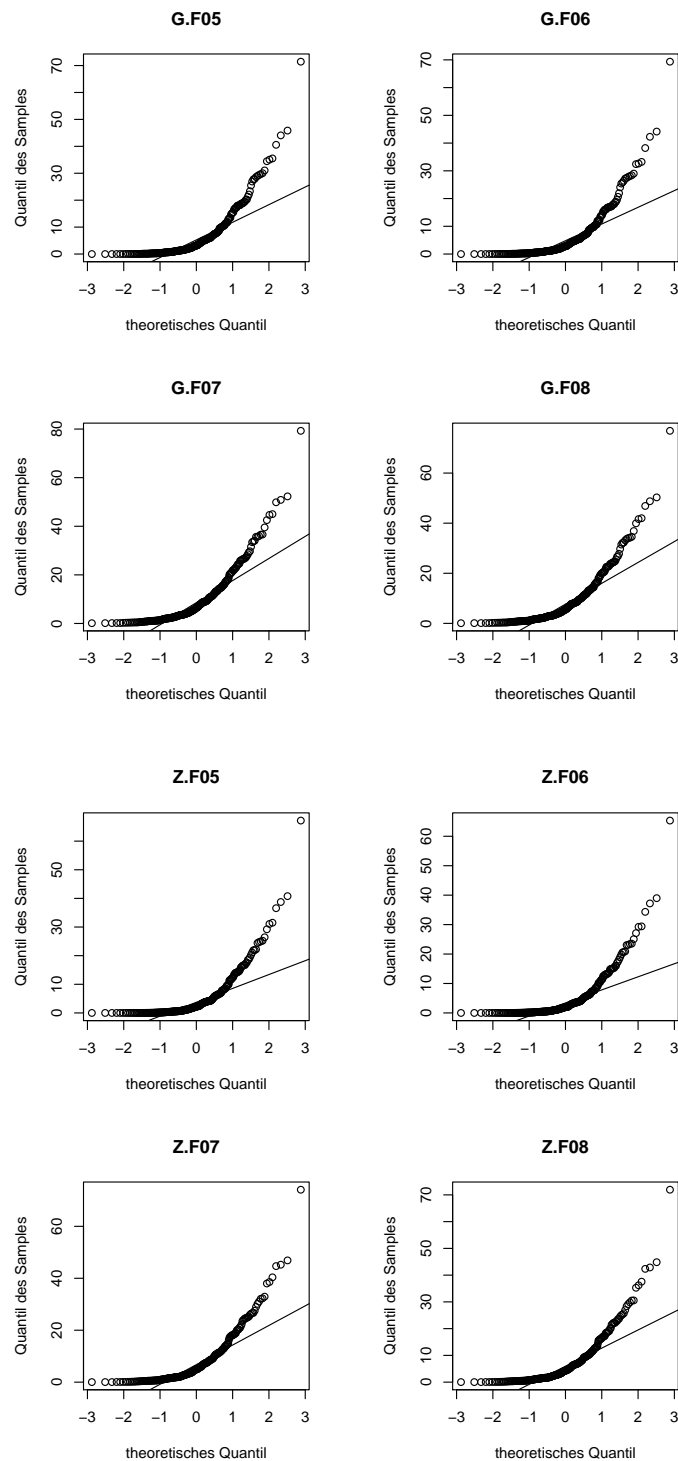 G.F05
G.F06
Quantil des Samples
0 10 30 50 70
Quantil des Samples
0 10 30 50 70
−3 −2 −1 0 1 2 3
−3 −2 −1 0 1 2 3
theoretisches Quantil
theoretisches Quantil
G.F07
G.F08
Quantil des Samples
0 20 40 60 80
Quantil des Samples
0 20 40 60
−3 −2 −1 0 1 2 3
−3 −2 −1 0 1 2 3
theoretisches Quantil
theoretisches Quantil
Z.F05
Z.F06
Quantil des Samples
0 10 30 50
Quantil des Samples
0 10 20 30 40 50 60
−3 −2 −1 0 1 2 3
−3 −2 −1 0 1 2 3
theoretisches Quantil
theoretisches Quantil
Z.F07
Z.F08
Quantil des Samples
0 20 40 60
Quantil des Samples
0 10 30 50 70
−3 −2 −1 0 1 2 3
−3 −2 −1 0 1 2 3
theoretisches Quantil
theoretisches Quantil